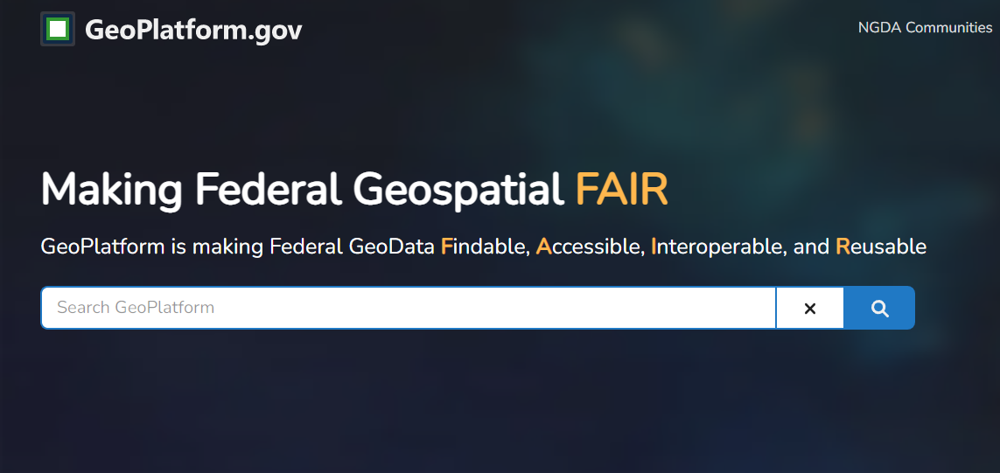 GeoPlatform.gov
NGDA Communities
Making Federal Geospatial FAIR
GeoPlatform is making Federal GeoData Findable, Accessible, Interoperable, and Reusable
Search GeoPlatform